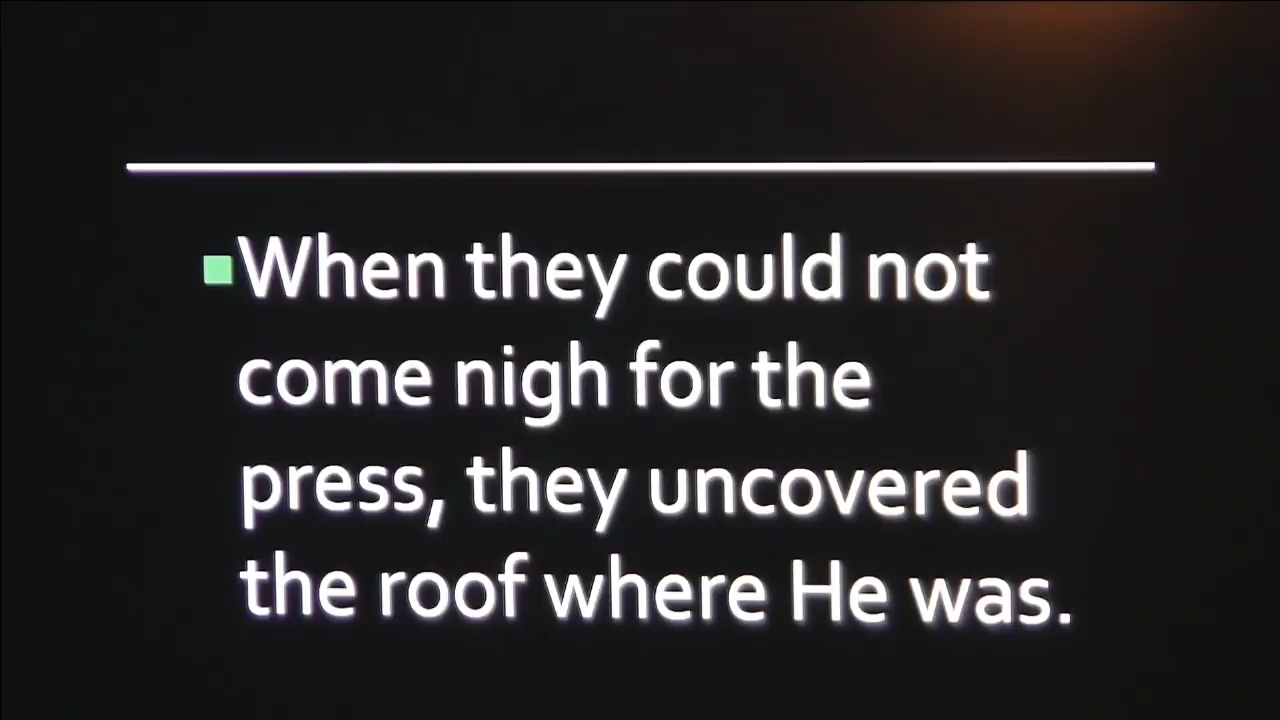 When they could not
come nigh for the
press, they uncovered
the roof where He was.